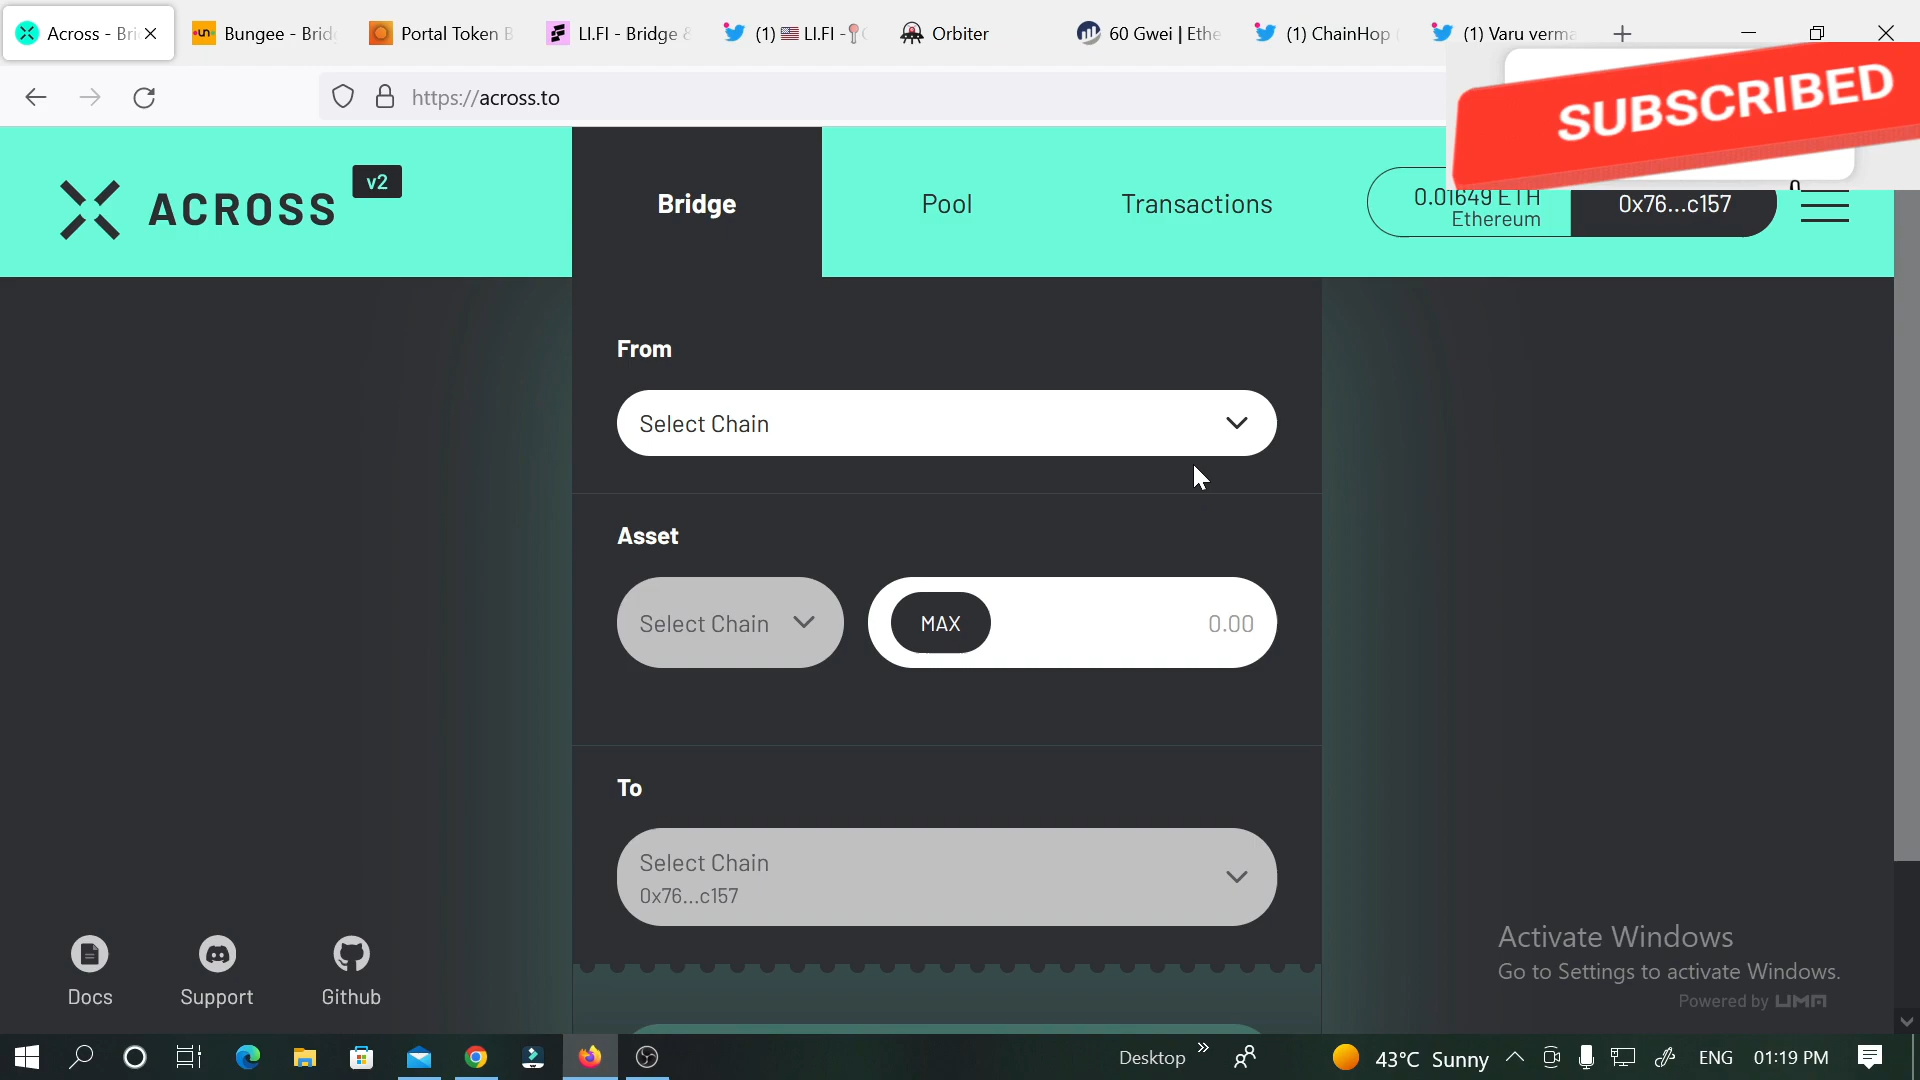 Across - Bri
Bungee - Brid
Portal Token B
LI.FI - Bridge &
(1) LI.FI -
Orbiter
60 Gwei | Ethe
(1) ChainHop
(1) Varu verma
https://across.to
SUBSCRIBED
ACROSS
v2
Bridge
Pool
Transactions
0.01649 ETH
Ethereum
0x76...c157
From
Select Chain
Asset
Select Chain
MAX
0.00
To
Select Chain
0x76...c157
Docs
Support
Github
Activate Windows
Go to Settings to activate Windows.
Powered by UMA
Desktop
43°C Sunny
ENG
01:19 PM